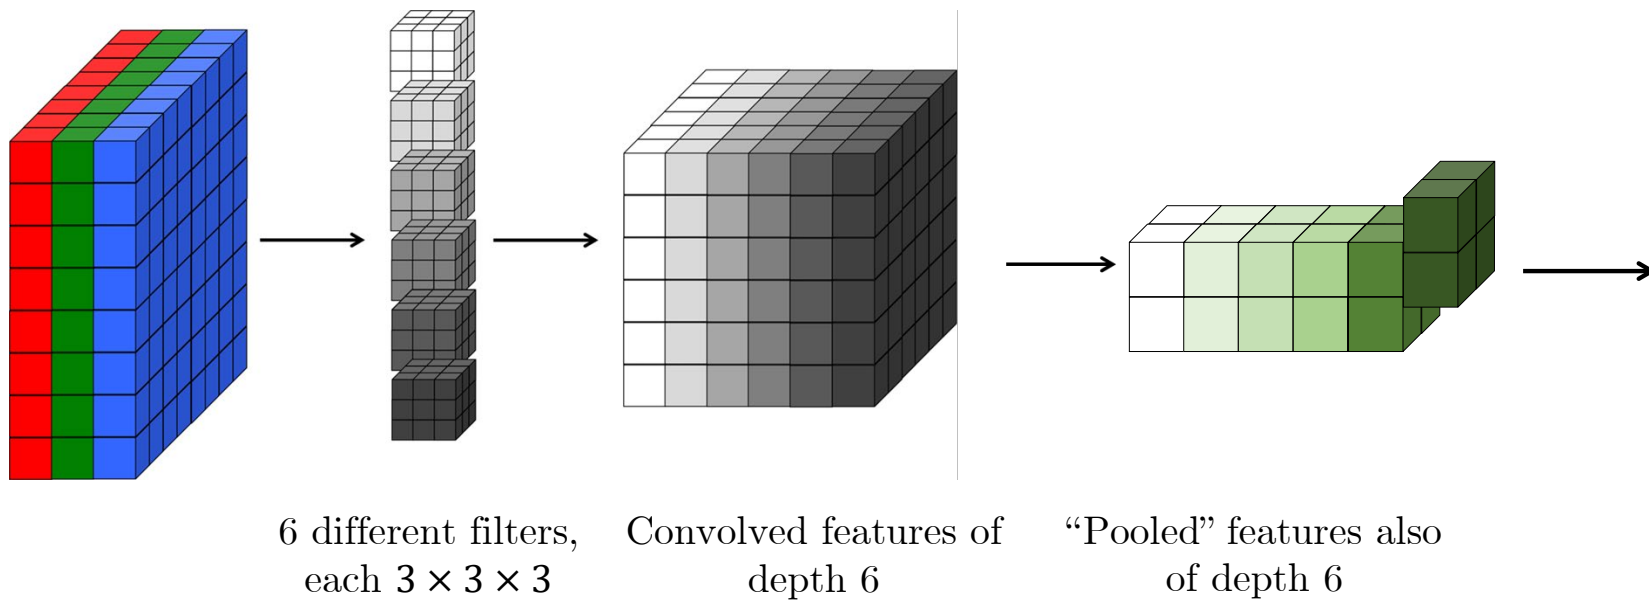 6 different filters,
each 3 × 3 × 3
Convolved features of
depth 6
“Pooled” features also
of depth 6